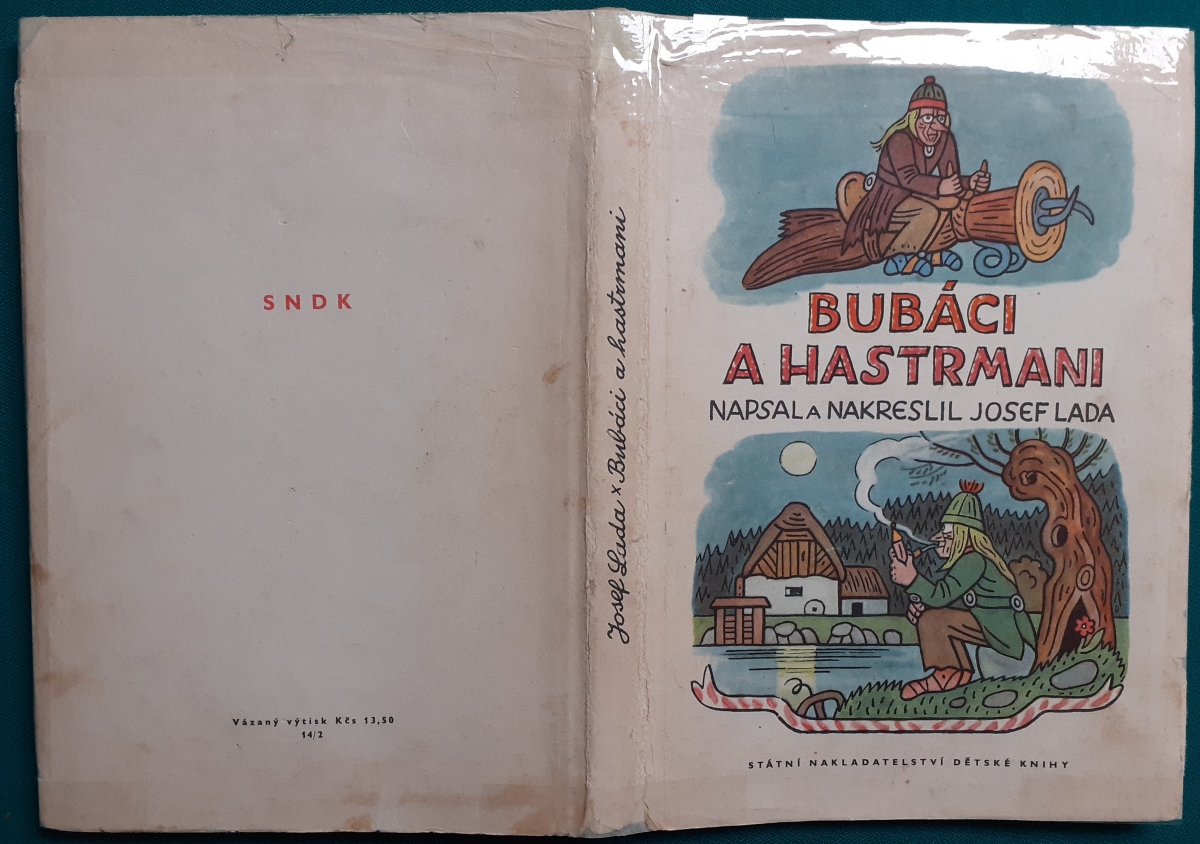 SNDK
Vázaný výtisk Kčs 13,50
14/2
Josef Lada x Bubáci a hastrmani
BUBÁCI
A HASTRMANI
NAPSAL A NAKRESLIL JOSEF LADA
STÁTNÍ NAKLADATELSTVÍ DĚTSKÉ KNIHY